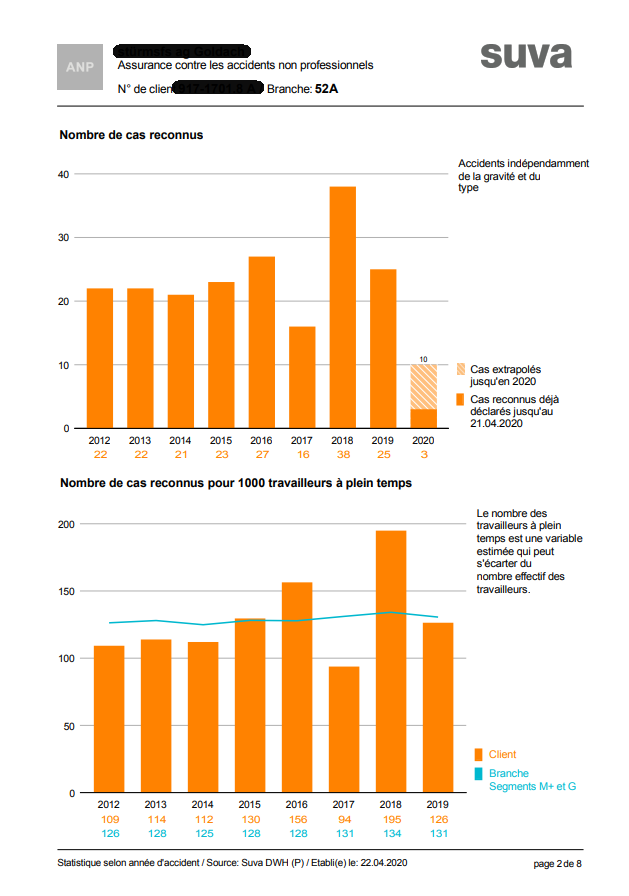 ANP
suva
Assurance contre les accidents non professionnels
N° de clien Branche: 52A
Nombre de cas reconnus
Accidents indépendamment
de la gravité et du
type
40
30
20
10
0
10
Cas extrapolés
jusqu'en 2020
Cas reconnus déjà
déclarés jusqu'au
21.04.2020
2012 2013 2014 2015 2016 2017 2018 2019 2020
22 22 21 23 27 16 38 25 3
Nombre de cas reconnus pour 1000 travailleurs à plein temps
Le nombre des
travailleurs à plein
temps est une variable
estimée qui peut
s'écarter du
nombre effectif des
travailleurs.
200
150
100
50
0
Client
Branche
Segments M+ et G
2012 2013 2014 2015 2016 2017 2018 2019
109 114 112 130 156 94 195 126
126 128 125 128 128 131 134 131
Statistique selon année d'accident / Source: Suva DWH (P) / Etabli(e) le: 22.04.2020
page 2 de 8